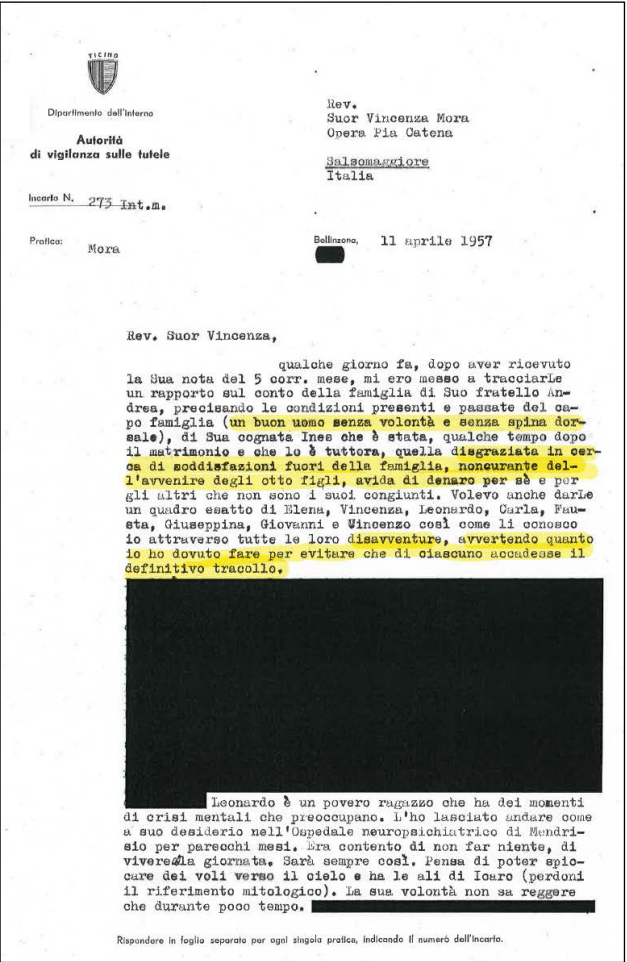 TICINO
Dipartimento dell'Interno
Autorità
di vigilanza sulle tutele
Incarto N. 273 Int.m.
Pratica: Mora
Rev.
Suor Vincenza Mora
Opera Pia Catena
Salsomaggiore
Italia
Bellinzona, 11 aprile 1957
Rev. Suor Vincenza,
qualche giorno fa, dopo aver ricevuto
la Sua nota del 5 corr. mese, mi ero messo a tracciarLe
un rapporto sul conto della famiglia di Suo fratello An-
drea, precisando le condizioni presenti e passate del ca-
po famiglia (un buon uomo senza volontà e senza spina dor-
sale), di Sua cognata Ines che è stata, qualche tempo dopo
il matrimonio e che lo è tuttora, quella disgraziata in cer-
ca di soddisfazioni fuori della famiglia, noncurante del-
l'avvenire degli otto figli, avida di denaro per sè e per
gli altri che non sono i suoi congiunti. Volevo anche darLe
un quadro esatto di Elena, Vincenza, Leonardo, Carla, Fau-
sta, Giuseppina, Giovanni e Wincenzo così come li conosco
io attraverso tutte le loro disavventure, avvertendo quanto
io ho dovuto fare per evitare che di ciascuno accadesse il
definitivo tracollo.
Leonardo è un povero ragazzo che ha dei momenti
di crisi mentali che preoccupano. L'ho lasciato andare come
a suo desiderio nell'Ospedale neuropsichiatrico di Mendri-
sio per parecchi mesi. Era contento di non far niente, di
vivere alla giornata. Sarà sempre così. Pensa di poter spic-
care dei voli verso il cielo e ha le ali di Icaro (perdoni
il riferimento mitologico). La sua volontà non sa reggere
che durante poco tempo.
Rispondere in foglio separato per ogni singola pratica, indicando il numero dell'incarto.